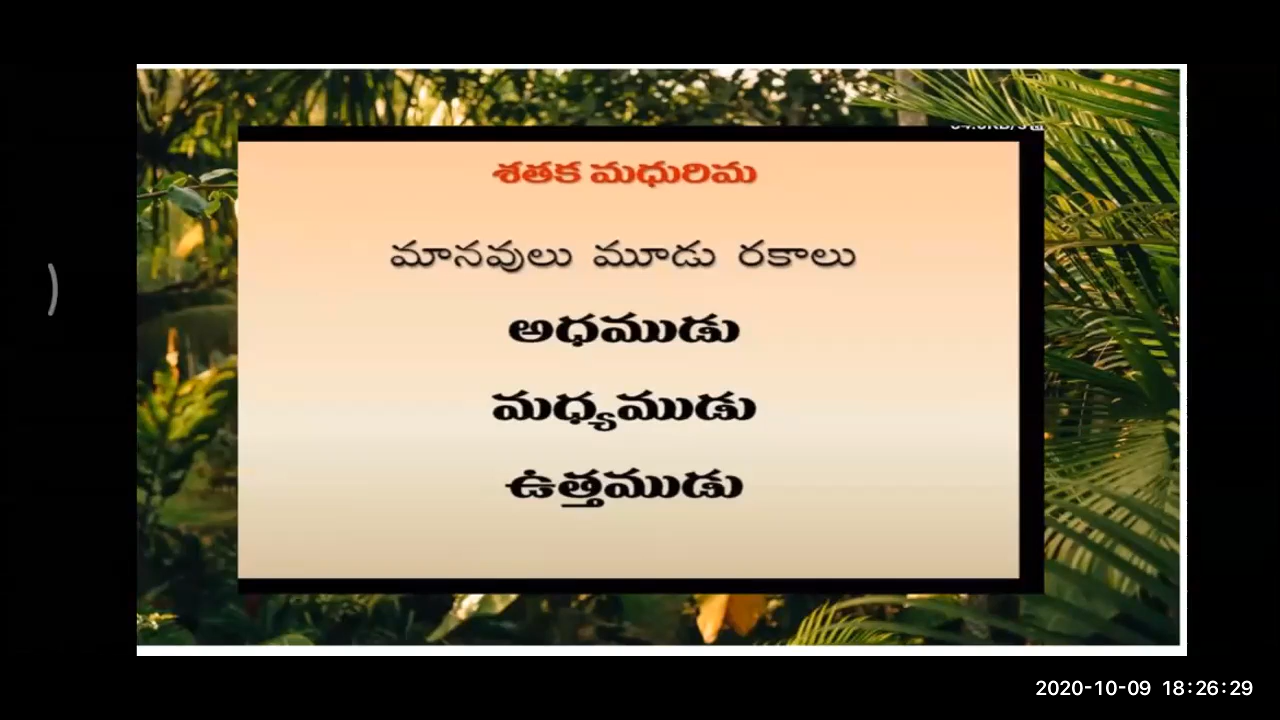 శతక మధురిమ
మానవులు మూడు రకాలు
అధముడు
మధ్యముడు
ఉత్తముడు
2020-10-09 18:26:29